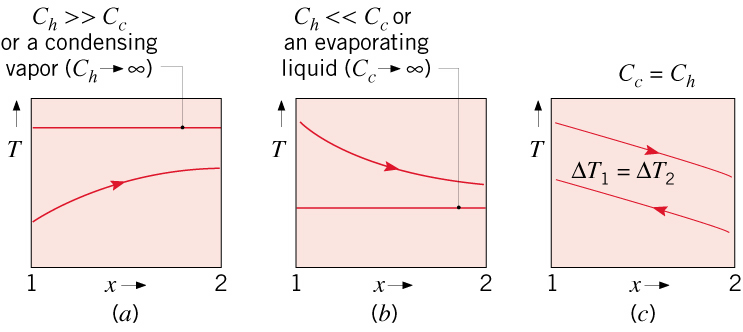 C_h >> C_c
or a condensing
vapor (C_h → ∞)
T
1 x → 2
(a)
C_h << C_c or
an evaporating
liquid (C_c → ∞)
T
1 x → 2
(b)
C_c = C_h
T
ΔT_1 = ΔT_2
1 x → 2
(c)